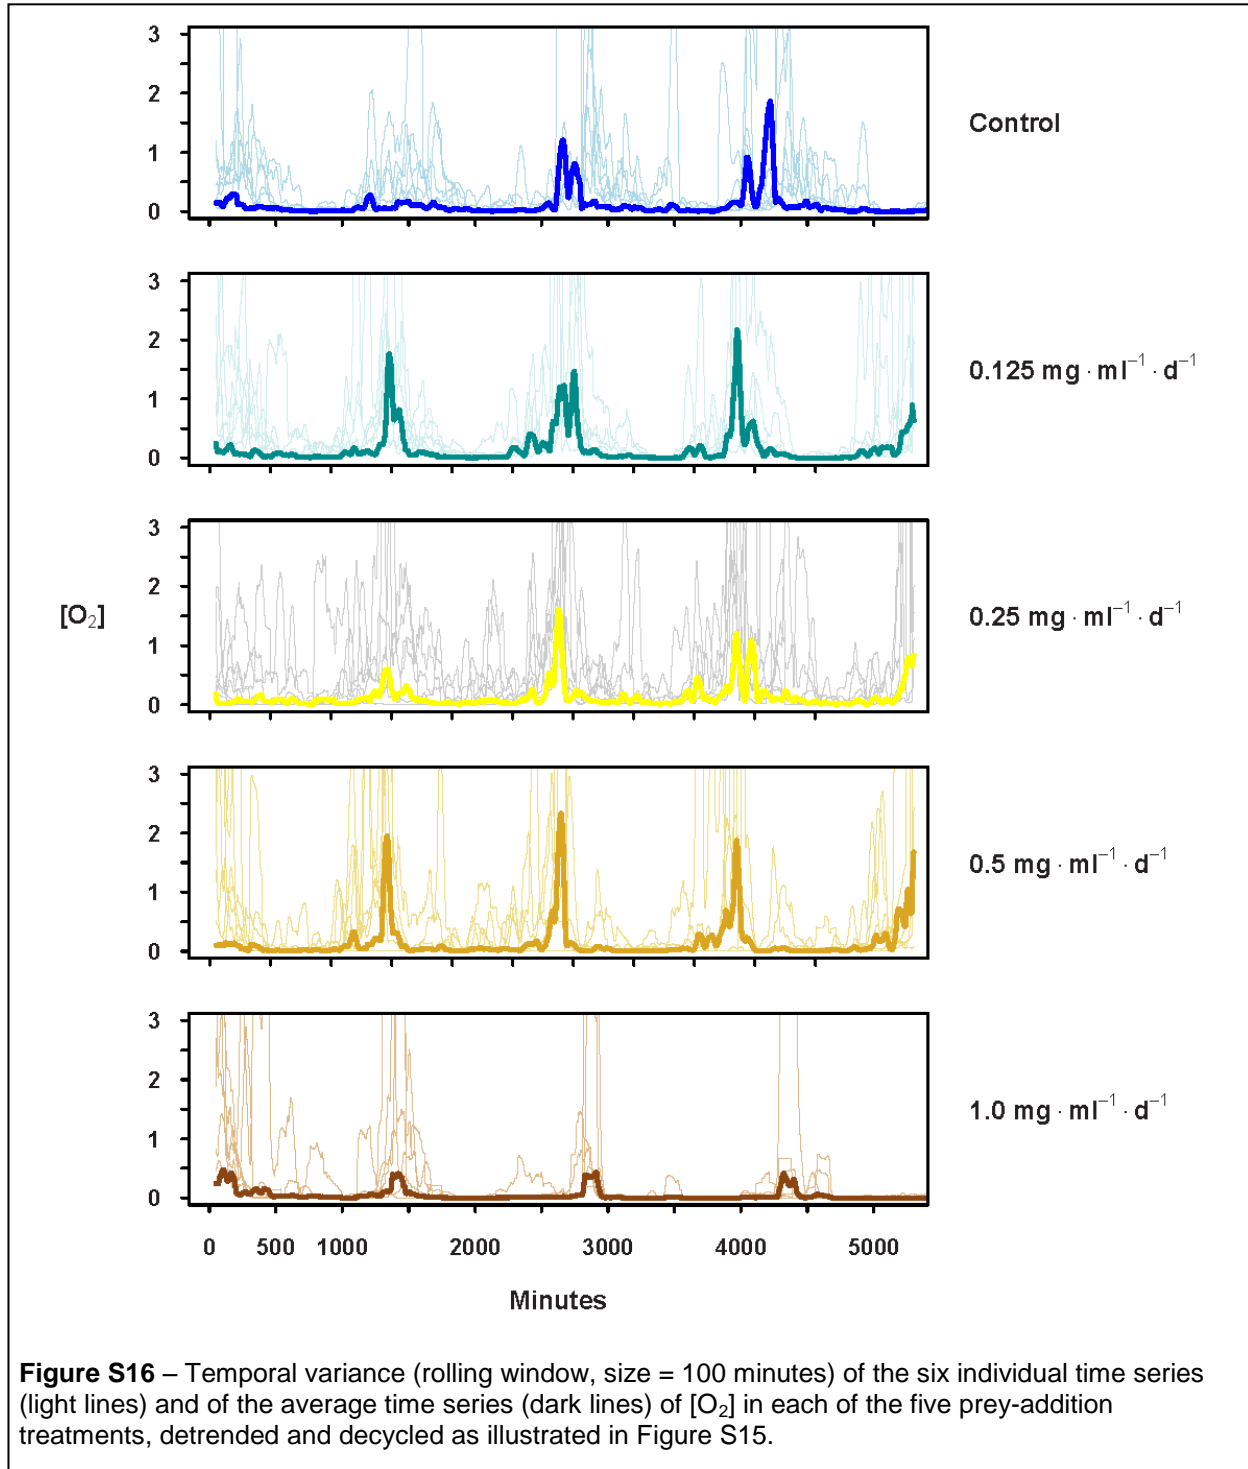 3
2
1
0
Control
3
2
1
0
0.125 mg · ml⁻¹ · d⁻¹
3
2
1
0
[O₂]
0.25 mg · ml⁻¹ · d⁻¹
3
2
1
0
0.5 mg · ml⁻¹ · d⁻¹
3
2
1
0
1.0 mg · ml⁻¹ · d⁻¹
0 500 1000 2000 3000 4000 5000
Minutes
Figure S16 – Temporal variance (rolling window, size = 100 minutes) of the six individual time series
(light lines) and of the average time series (dark lines) of [O₂] in each of the five prey-addition
treatments, detrended and decycled as illustrated in Figure S15.